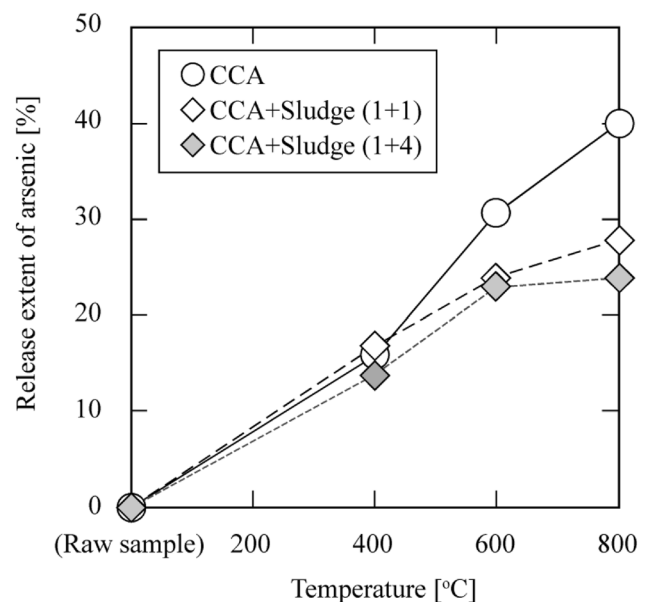 50
40
30
20
10
0
Release extent of arsenic [%]
CCA
CCA+Sludge (1+1)
CCA+Sludge (1+4)
(Raw sample) 200 400 600 800
Temperature [°C]